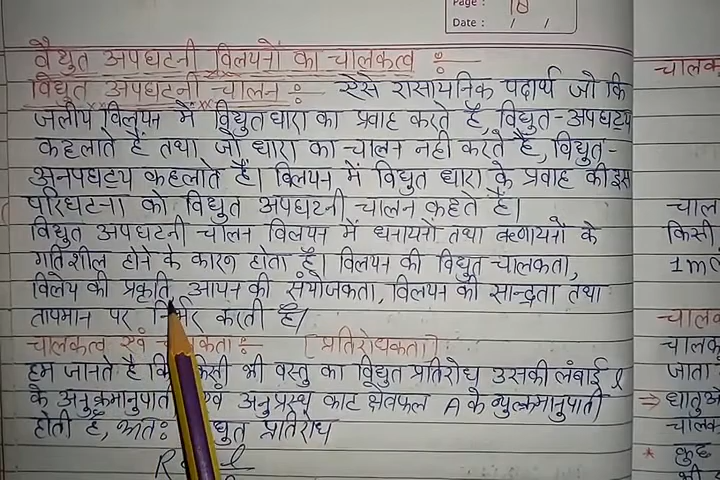 Page : 18
Date : / /
वैद्युत अपघटनी विलयनों का चालकत्व :—
विद्युत अपघटनी चालन :— ऐसे रासायनिक पदार्थ जो कि
जलीय विलयन में विद्युत धारा का प्रवाह करते हैं, विद्युत-अपघट्य
कहलाते हैं तथा जो धारा का चालन नही करते हैं, विद्युत-
अनपघट्य कहलाते हैं। विलयन में विद्युत धारा के प्रवाह की इस
परिघटना को विद्युत अपघटनी चालन कहते हैं।
विद्युत अपघटनी चालन विलयन में धनायनों तथा ऋणायनों के
गतिशील होने के कारण होता है। विलयन की विद्युत चालकता,
विलेय की प्रकृति, आयन की संयोजकता, विलयन की सान्द्रता तथा
तापमान पर निर्भर करती है।
चालकत्व एवं :— [प्रतिरोधकता]
हम जानते है कि किसी भी वस्तु का विद्युत प्रतिरोध उसकी लंबाई l
के अनुक्रमानुपाती एवं अनुप्रस्थ काट क्षेत्रफल A के व्युत्क्रमानुपाती
होती है, अतः प्रतिरोध
R l
चालक
चाल
किसी
1m
चालक
चालक
जाता
⇒ धातुओ
चालक
* कुछ